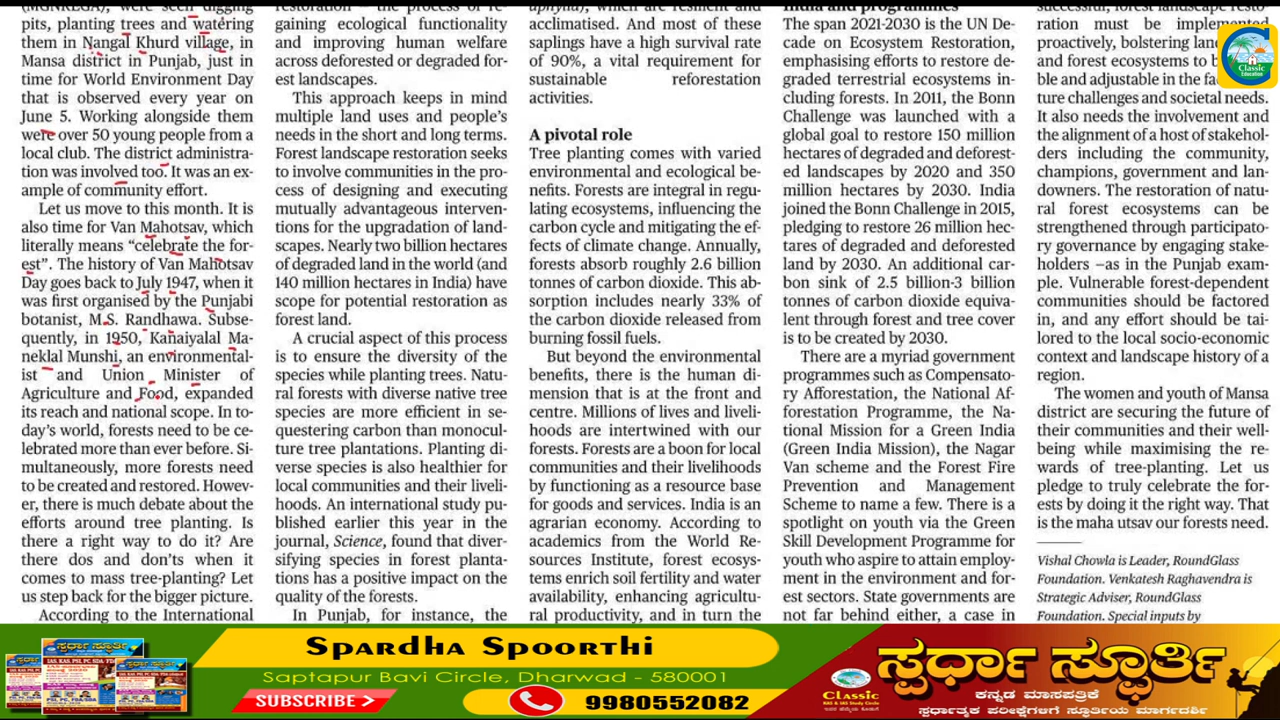 (MGNREGA), were seen digging
pits, planting trees and watering
them in Nangal Khurd village, in
Mansa district in Punjab, just in
time for World Environment Day
that is observed every year on
June 5. Working alongside them
were over 50 young people from a
local club. The district administra-
tion was involved too. It was an ex-
ample of community effort.
Let us move to this month. It is
also time for Van Mahotsav, which
literally means “celebrate the for-
est”. The history of Van Mahotsav
Day goes back to July 1947, when it
was first organised by the Punjabi
botanist, M.S. Randhawa. Subse-
quently, in 1950, Kanaiyalal Ma-
neklal Munshi, an environmental-
ist and Union Minister of
Agriculture and Food, expanded
its reach and national scope. In to-
day’s world, forests need to be ce-
lebrated more than ever before. Si-
multaneously, more forests need
to be created and restored. Howev-
er, there is much debate about the
efforts around tree planting. Is
there a right way to do it? Are
there dos and don’ts when it
comes to mass tree-planting? Let
us step back for the bigger picture.
According to the International
restoration – the process of re-
gaining ecological functionality
and improving human welfare
across deforested or degraded for-
est landscapes.
This approach keeps in mind
multiple land uses and people’s
needs in the short and long terms.
Forest landscape restoration seeks
to involve communities in the pro-
cess of designing and executing
mutually advantageous interven-
tions for the upgradation of land-
scapes. Nearly two billion hectares
of degraded land in the world (and
140 million hectares in India) have
scope for potential restoration as
forest land.
A crucial aspect of this process
is to ensure the diversity of the
species while planting trees. Natu-
ral forests with diverse native tree
species are more efficient in se-
questering carbon than monocul-
ture tree plantations. Planting di-
verse species is also healthier for
local communities and their liveli-
hoods. An international study pu-
blished earlier this year in the
journal, Science, found that diver-
sifying species in forest planta-
tions has a positive impact on the
quality of the forests.
In Punjab, for instance, the
which are resilient and
acclimatised. And most of these
saplings have a high survival rate
of 90%, a vital requirement for
sustainable reforestation
activities.
A pivotal role
Tree planting comes with varied
environmental and ecological be-
nefits. Forests are integral in regu-
lating ecosystems, influencing the
carbon cycle and mitigating the ef-
fects of climate change. Annually,
forests absorb roughly 2.6 billion
tonnes of carbon dioxide. This ab-
sorption includes nearly 33% of
the carbon dioxide released from
burning fossil fuels.
But beyond the environmental
benefits, there is the human di-
mension that is at the front and
centre. Millions of lives and liveli-
hoods are intertwined with our
forests. Forests are a boon for local
communities and their livelihoods
by functioning as a resource base
for goods and services. India is an
agrarian economy. According to
academics from the World Re-
sources Institute, forest ecosys-
tems enrich soil fertility and water
availability, enhancing agricultu-
ral productivity, and in turn the
India and programmes
The span 2021-2030 is the UN De-
cade on Ecosystem Restoration,
emphasising efforts to restore de-
graded terrestrial ecosystems in-
cluding forests. In 2011, the Bonn
Challenge was launched with a
global goal to restore 150 million
hectares of degraded and deforest-
ed landscapes by 2020 and 350
million hectares by 2030. India
joined the Bonn Challenge in 2015,
pledging to restore 26 million hec-
tares of degraded and deforested
land by 2030. An additional car-
bon sink of 2.5 billion-3 billion
tonnes of carbon dioxide equiva-
lent through forest and tree cover
is to be created by 2030.
There are a myriad government
programmes such as Compensato-
ry Afforestation, the National Af-
forestation Programme, the Na-
tional Mission for a Green India
(Green India Mission), the Nagar
Van scheme and the Forest Fire
Prevention and Management
Scheme to name a few. There is a
spotlight on youth via the Green
Skill Development Programme for
youth who aspire to attain employ-
ment in the environment and for-
est sectors. State governments are
not far behind either, a case in
successful, forest landscape resto-
ration must be implemented
proactively, bolstering
and forest ecosystems to
ble and adjustable in the
ture challenges and societal needs.
It also needs the involvement and
the alignment of a host of stakehol-
ders including the community,
champions, government and lan-
downers. The restoration of natu-
ral forest ecosystems can be
strengthened through participato-
ry governance by engaging stake-
holders –as in the Punjab exam-
ple. Vulnerable forest-dependent
communities should be factored
in, and any effort should be tai-
lored to the local socio-economic
context and landscape history of a
region.
The women and youth of Mansa
district are securing the future of
their communities and their well-
being while maximising the re-
wards of tree-planting. Let us
pledge to truly celebrate the for-
ests by doing it the right way. That
is the maha utsav our forests need.
Vishal Chowla is Leader, RoundGlass
Foundation. Venkatesh Raghavendra is
Strategic Adviser, RoundGlass
Foundation. Special inputs by
Classic
Education
Spardha Spoorthi
Saptapur Bavi Circle, Dharwad - 580001
SUBSCRIBE
9980552082
Classic
ಸ್ಪರ್ಧಾ ಸ್ಫೂರ್ತಿ
ಕನ್ನಡ ಮಾಸಪತ್ರಿಕೆ
ಸ್ಪರ್ಧಾತ್ಮಕ ಪರೀಕ್ಷೆಗಳಿಗೆ ಸ್ಫೂರ್ತಿಯ ಮಾರ್ಗದರ್ಶಿ